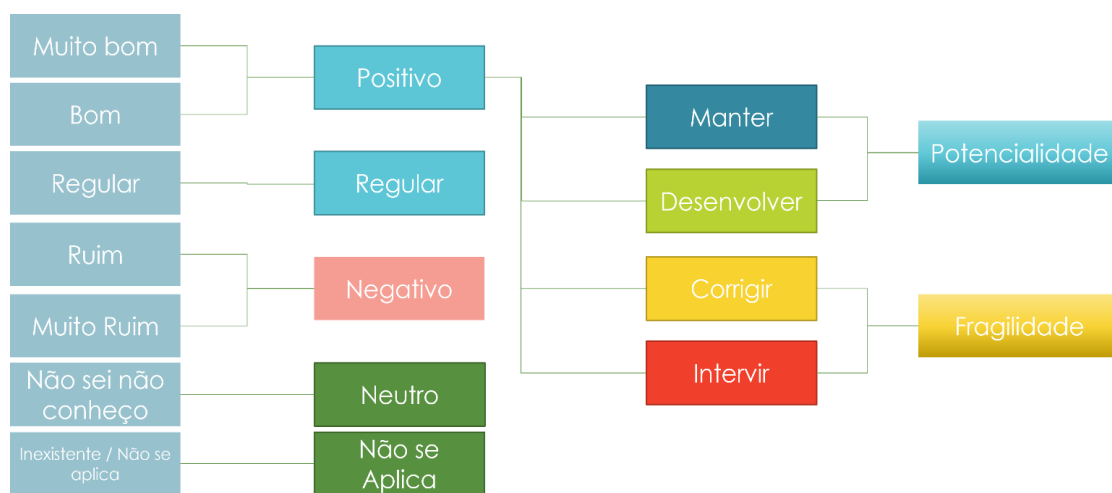 Muito bom
Bom
Regular
Ruim
Muito Ruim
Não sei não
conheço
Inexistente / Não se
aplica
Positivo
Regular
Negativo
Neutro
Não se
Aplica
Manter
Desenvolver
Corrigir
Intervir
Potencialidade
Fragilidade